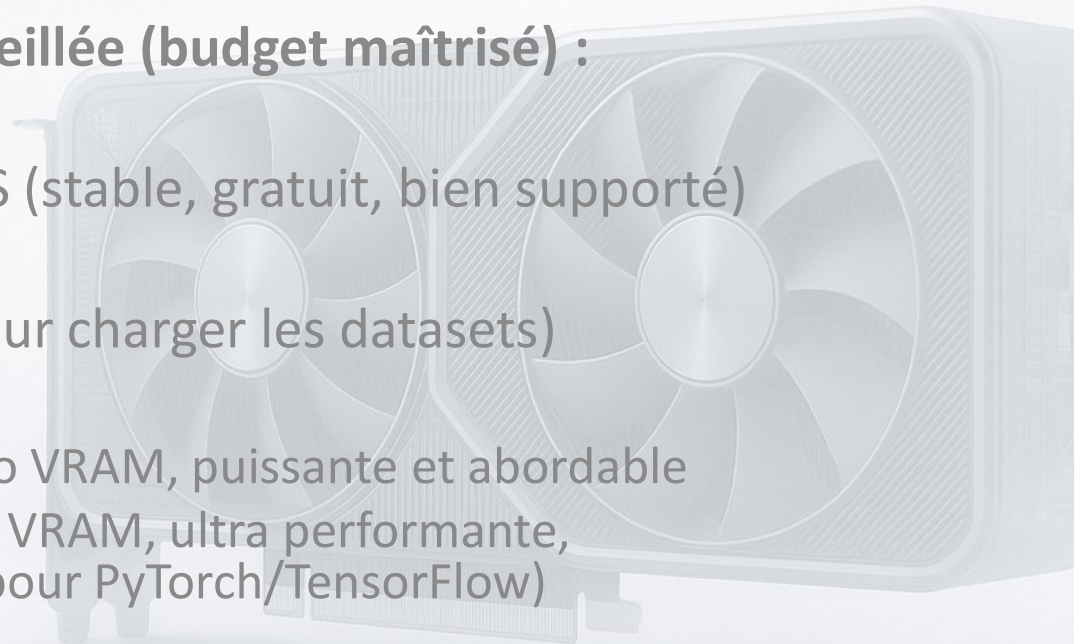 eillée (budget maîtrisé) :
S (stable, gratuit, bien supporté)
ur charger les datasets)
o VRAM, puissante et abordable
VRAM, ultra performante,
pour PyTorch/TensorFlow)